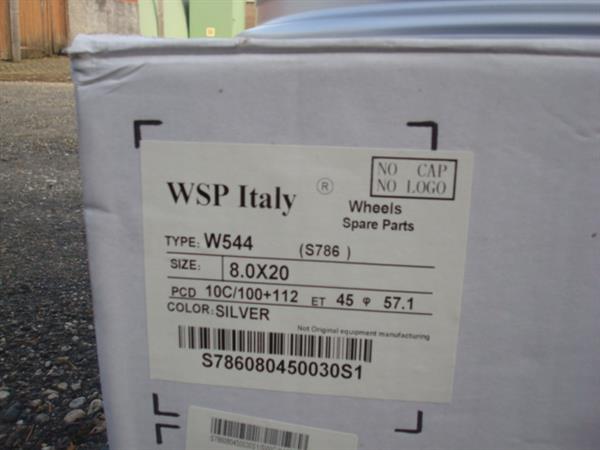 WSP Italy ®
NO CAP
NO LOGO
Wheels
Spare Parts
TYPE: W544 (S786 )
SIZE: 8.0X20
PCD 10C/100+112 ET 45 φ 57.1
COLOR: SILVER
Not Original equipment manufacturing
S786080450030S1